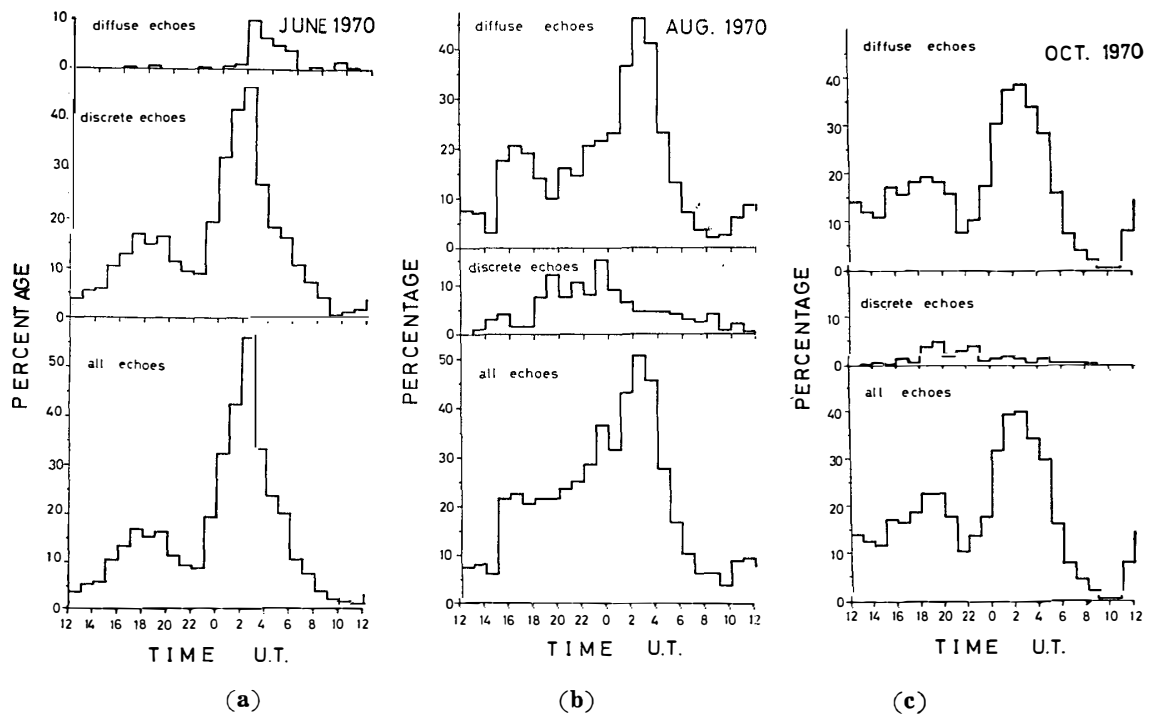 JUNE 1970
diffuse echoes
10
0.
discrete echoes
40.
30
20
10
0
all echoes
50
40
30
20
10
0
PERCENTAGE
12 14 16 18 20 22 0 2 4 6 8 10 12
TIME U.T.
(a)
AUG. 1970
diffuse echoes
40
30
20
10
0
discrete echoes
10
0
all echoes
50
40
30
20
10
0
PERCENTAGE
12 14 16 18 20 22 0 2 4 6 8 10 12
TIME U.T.
(b)
OCT. 1970
diffuse echoes
40
30
20
10
0
discrete echoes
10
0
all echoes
40
30
20
10
0
PERCENTAGE
12 14 16 18 20 22 0 2 4 6 8 10 12
TIME U.T.
(c)